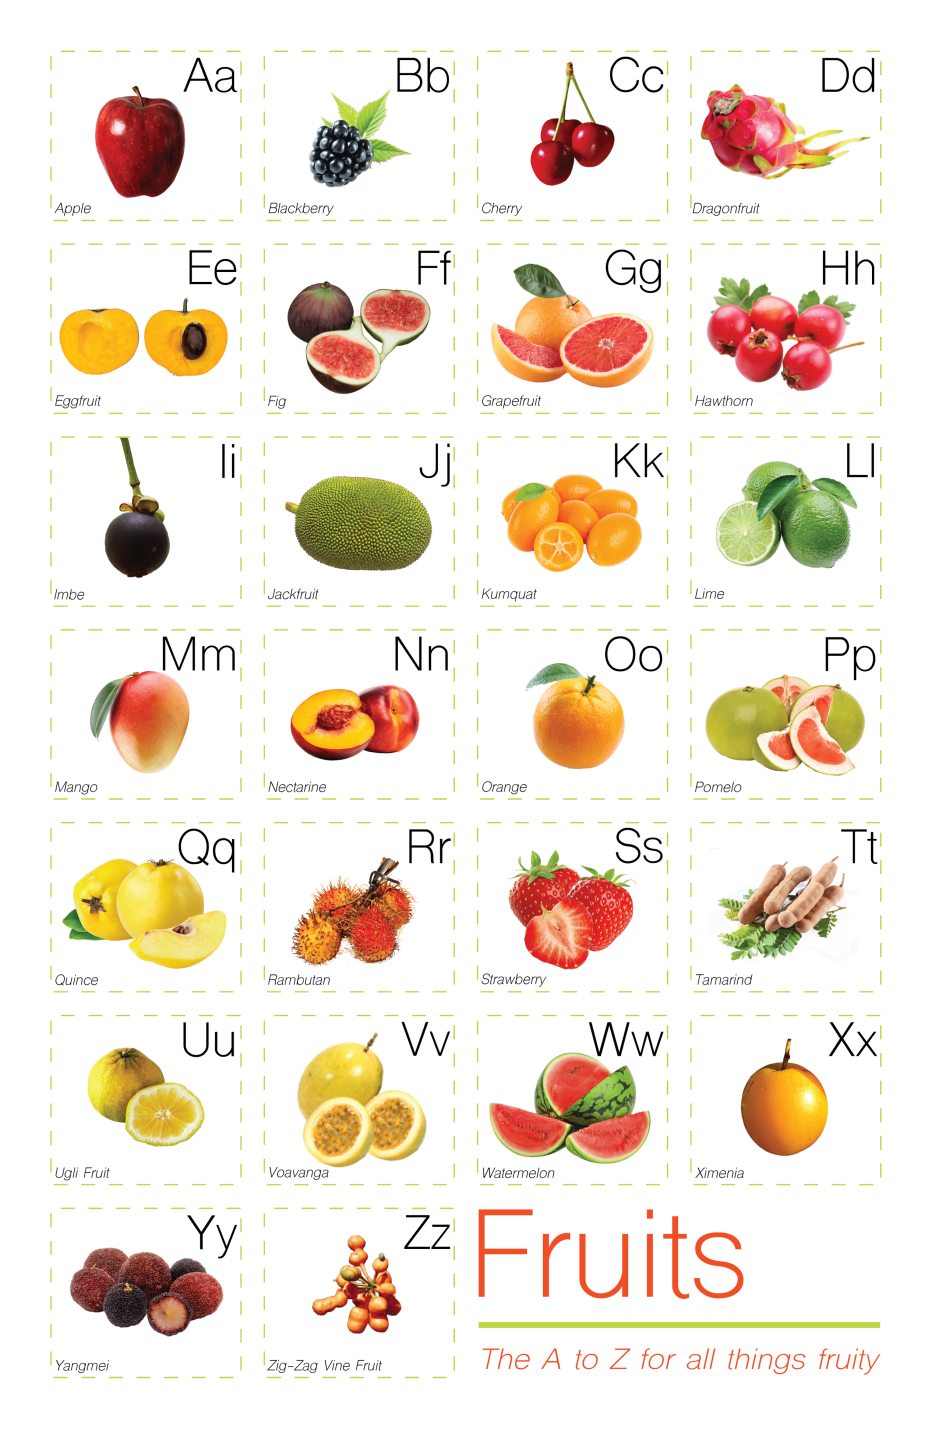 Aa
Apple
Bb
Blackberry
Cc
Cherry
Dd
Dragonfruit
Ee
Eggfruit
Ff
Fig
Gg
Grapefruit
Hh
Hawthorn
Ii
Imbe
Jj
Jackfruit
Kk
Kumquat
Ll
Lime
Mm
Mango
Nn
Nectarine
Oo
Orange
Pp
Pomelo
Qq
Quince
Rr
Rambutan
Ss
Strawberry
Tt
Tamarind
Uu
Ugli Fruit
Vv
Voavanga
Ww
Watermelon
Xx
Ximenia
Yy
Yangmei
Zz
Zig-Zag Vine Fruit
Fruits
The A to Z for all things fruity